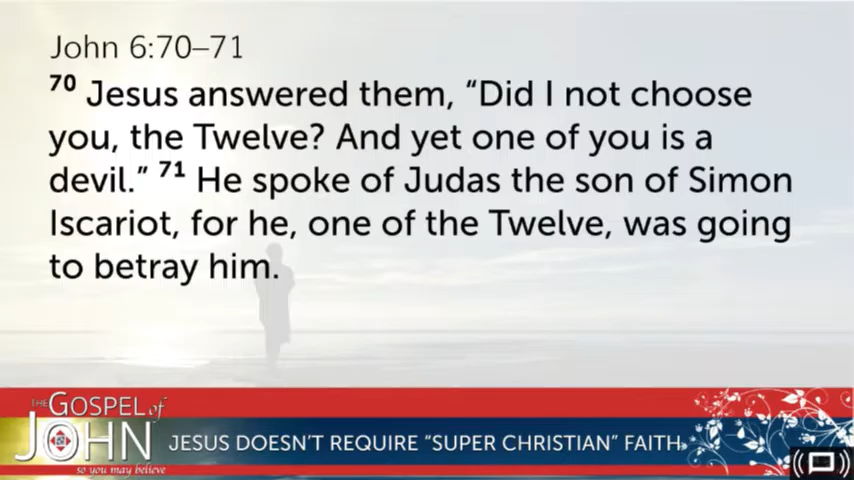 John 6:70–71
70 Jesus answered them, “Did I not choose
you, the Twelve? And yet one of you is a
devil.” 71 He spoke of Judas the son of Simon
Iscariot, for he, one of the Twelve, was going
to betray him.
THE GOSPEL of
JOHN
so you may believe
JESUS DOESN’T REQUIRE “SUPER CHRISTIAN” FAITH